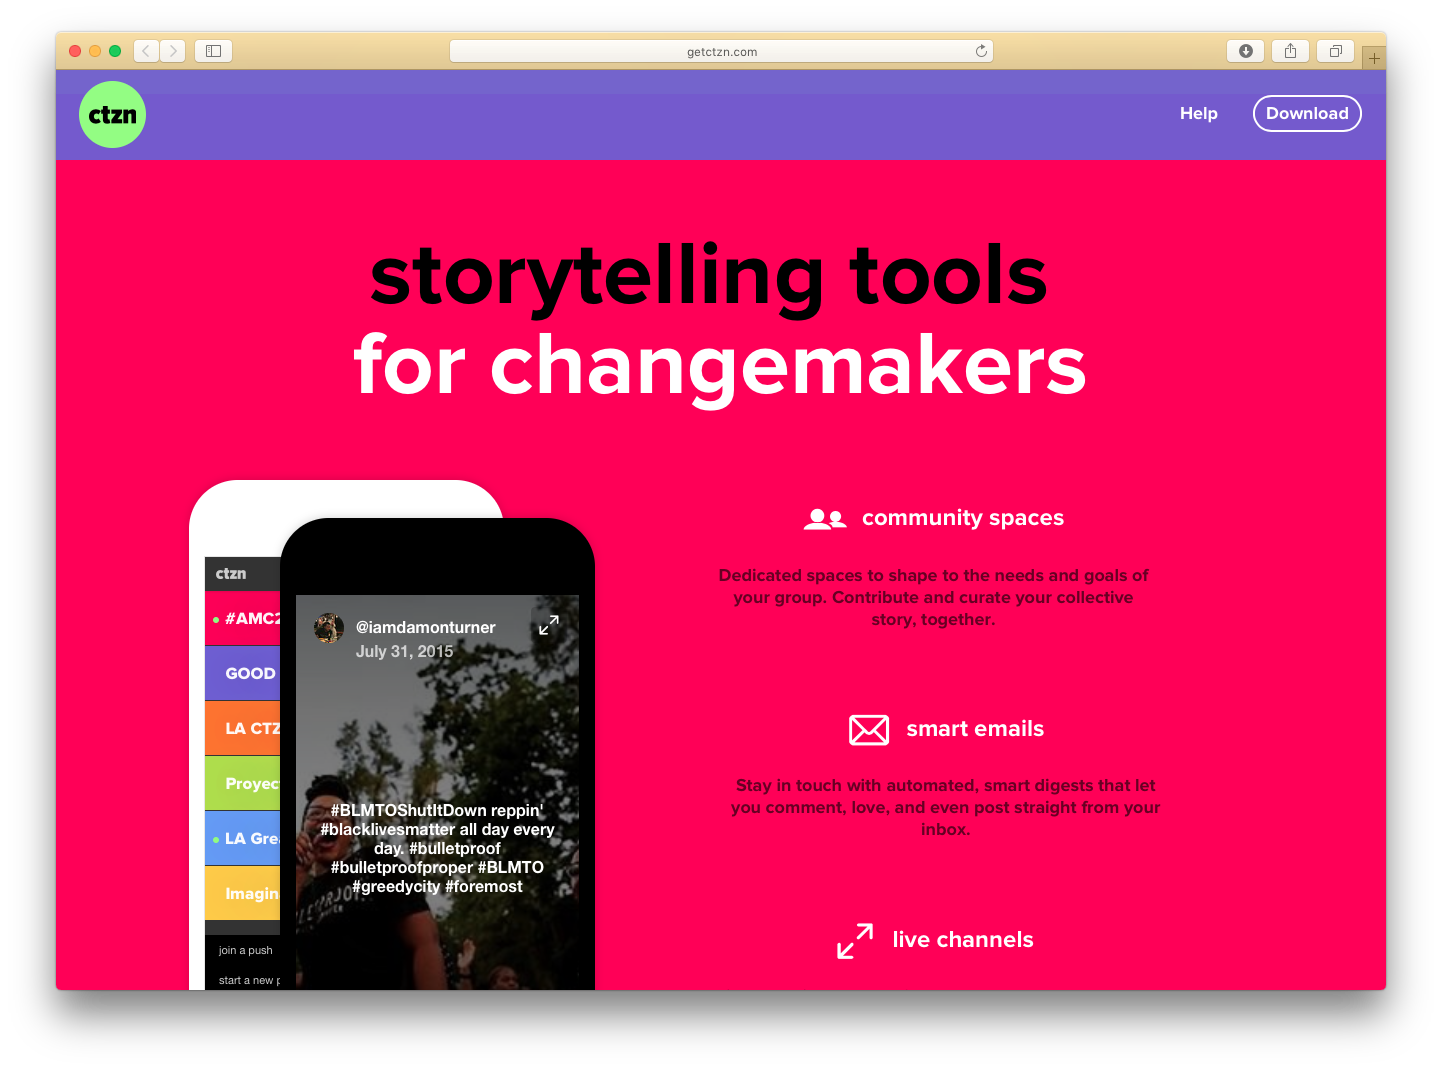 getctzn.com
ctzn
Help
Download
storytelling tools
for changemakers
community spaces
Dedicated spaces to shape to the needs and goals of
your group. Contribute and curate your collective
story, together.
smart emails
Stay in touch with automated, smart digests that let
you comment, love, and even post straight from your
inbox.
live channels
ctzn
#AMC2
GOOD
LA CTZ
Proyec
LA Gre
Imagin
join a push
start a new p
@iamdamonturner
July 31, 2015
#BLMTOShutItDown reppin'
#blacklivesmatter all day every
day. #bulletproof
#bulletproofproper #BLMTO
#greedycity #foremost